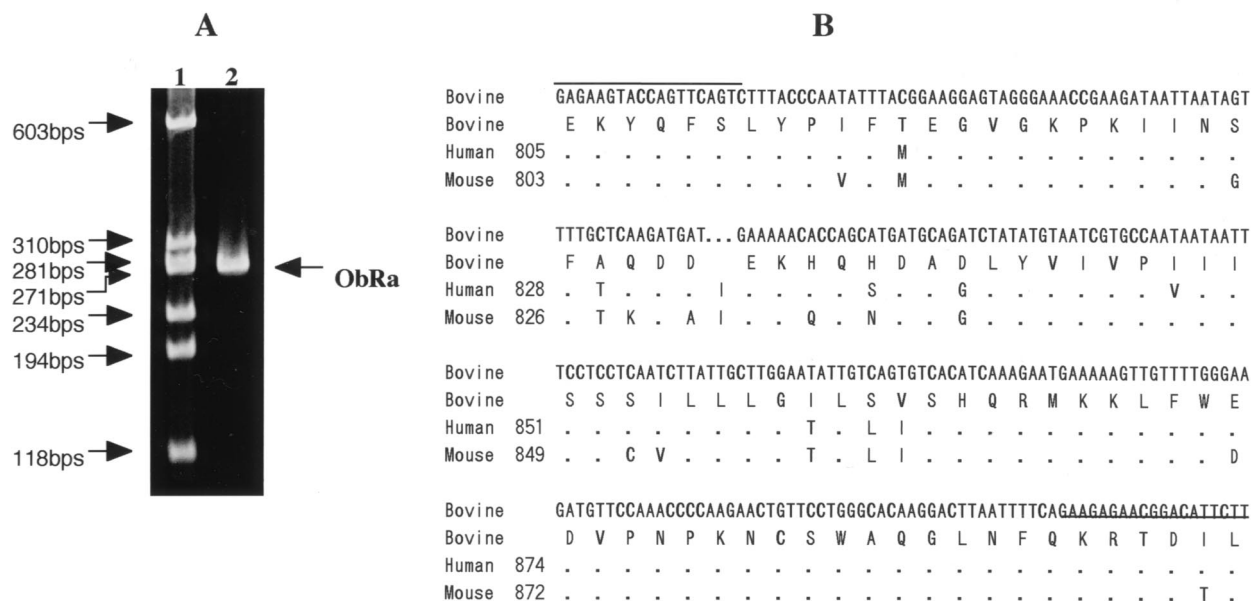 A
1 2
603bps
310bps
281bps
271bps
234bps
194bps
118bps
ObRa
B
Bovine GAGAAGTACCAGTTCAGTCTTTACCCAATATTTACGGAAGGAGTAGGGAAACCGAAGATAATTAATAGT
Bovine E K Y Q F S L Y P I F T E G V G K P K I I N S
Human 805 . . . . . . . . . . . M . . . . . . . . . . .
Mouse 803 . . . . . . . . . V . M . . . . . . . . . . G
Bovine TTTGCTCAAGATGAT...GAAAAACACCAGCATGATGCAGATCTATATGTAATCGTGCCAATAATAATT
Bovine F A Q D D E K H Q H D A D L Y V I V P I I I
Human 828 . T . . . I . . . . S . . G . . . . . . V . .
Mouse 826 . T K . A I . . Q . N . . G . . . . . . . . .
Bovine TCCTCCTCAATCTTATTGCTTGGAATATTGTCAGTGTCACATCAAAGAATGAAAAAGTTGTTTTGGGAA
Bovine S S S I L L L G I L S V S H Q R M K K L F W E
Human 851 . . . . . . . . T . L I . . . . . . . . . . .
Mouse 849 . . C V . . . . T . L I . . . . . . . . . . D
Bovine GATGTTCCAAACCCCAAGAACTGTTCCTGGGCACAAGGACTTAATTTTCAGAAGAGAACGGACATTCTT
Bovine D V P N P K N C S W A Q G L N F Q K R T D I L
Human 874 . . . . . . . . . . . . . . . . . . . . . . .
Mouse 872 . . . . . . . . . . . . . . . . . . . . . T .